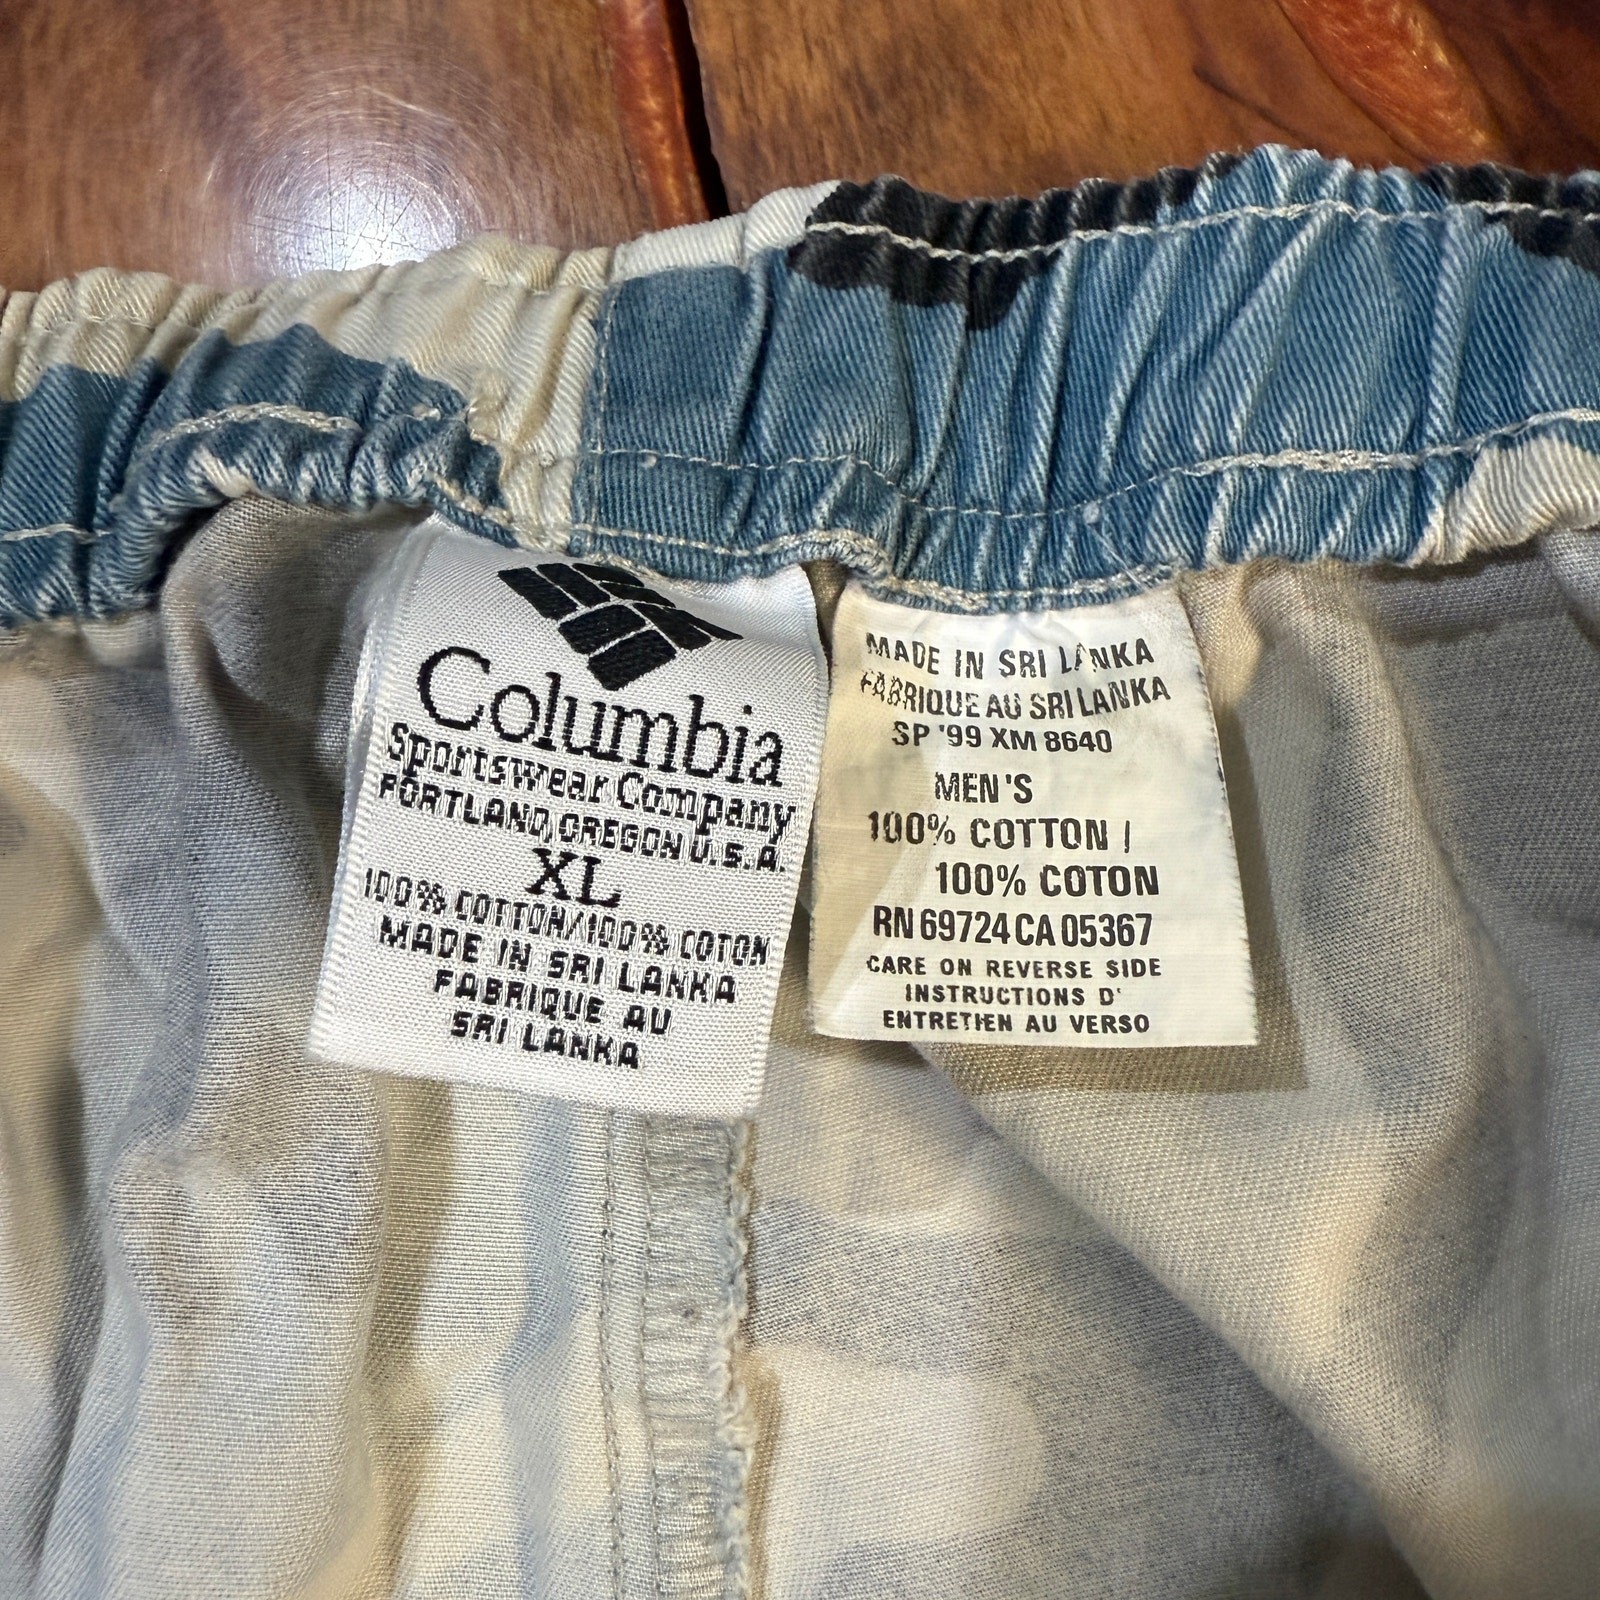 Columbia
Sportswear Company
PORTLAND, OREGON U.S.A.
XL
100% COTTON/100% COTON
MADE IN SRI LANKA
FABRIQUE AU
SRI LANKA
MADE IN SRI LANKA
FABRIQUE AU SRI LANKA
SP '99 XM 8640
MEN'S
100% COTTON /
100% COTON
RN 69724 CA 05367
CARE ON REVERSE SIDE
INSTRUCTIONS D'
ENTRETIEN AU VERSO